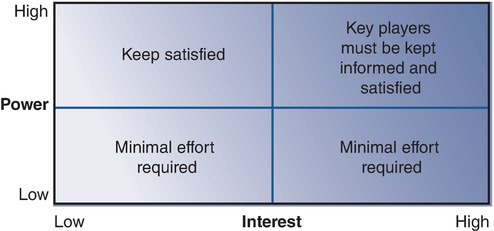 High
Keep satisfied
Key players
must be kept
informed and
satisfied
Power
Minimal effort
required
Minimal effort
required
Low
Low
Interest
High